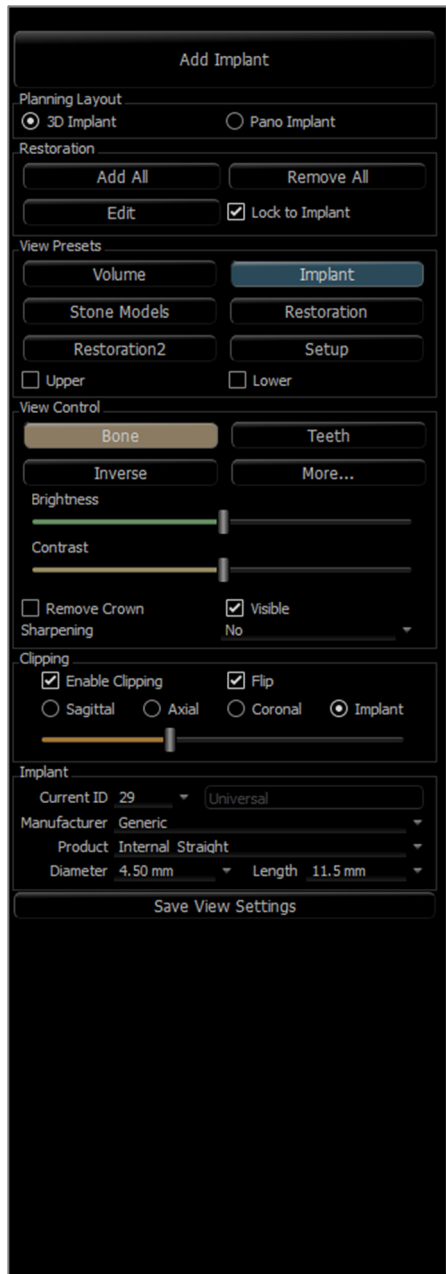 Add Implant
Planning Layout
3D Implant Pano Implant
Restoration
Add All Remove All
Edit Lock to Implant
View Presets
Volume Implant
Stone Models Restoration
Restoration2 Setup
Upper Lower
View Control
Bone Teeth
Inverse More...
Brightness
Contrast
Remove Crown Visible
Sharpening No
Clipping
Enable Clipping Flip
Sagittal Axial Coronal Implant
Implant
Current ID 29 Universal
Manufacturer Generic
Product Internal Straight
Diameter 4.50 mm Length 11.5 mm
Save View Settings